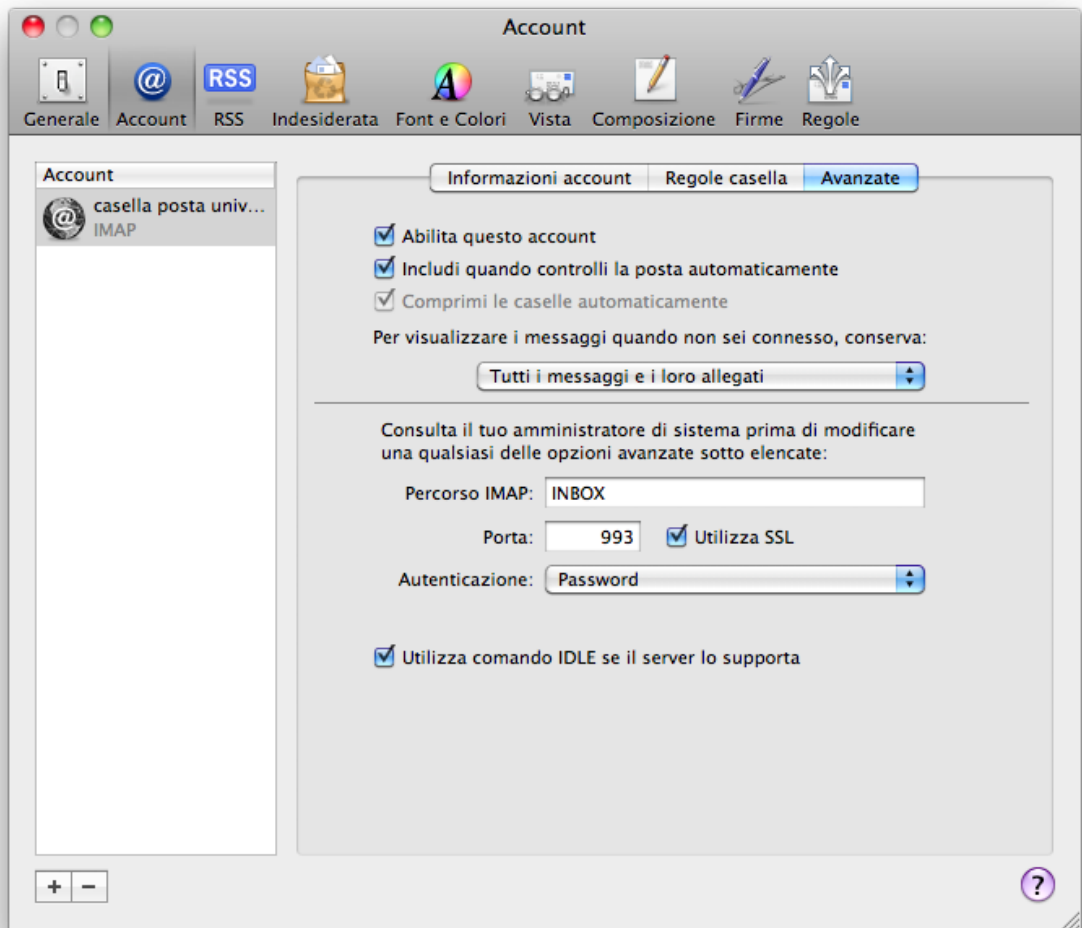 Account
RSS
Generale Account RSS Indesiderata Font e Colori Vista Composizione Firme Regole
Account
casella posta univ...
IMAP
Informazioni account Regole casella Avanzate
Abilita questo account
Includi quando controlli la posta automaticamente
Comprimi le caselle automaticamente
Per visualizzare i messaggi quando non sei connesso, conserva:
Tutti i messaggi e i loro allegati
Consulta il tuo amministratore di sistema prima di modificare
una qualsiasi delle opzioni avanzate sotto elencate:
Percorso IMAP: INBOX
Porta: 993 Utilizza SSL
Autenticazione: Password
Utilizza comando IDLE se il server lo supporta
+ − ?